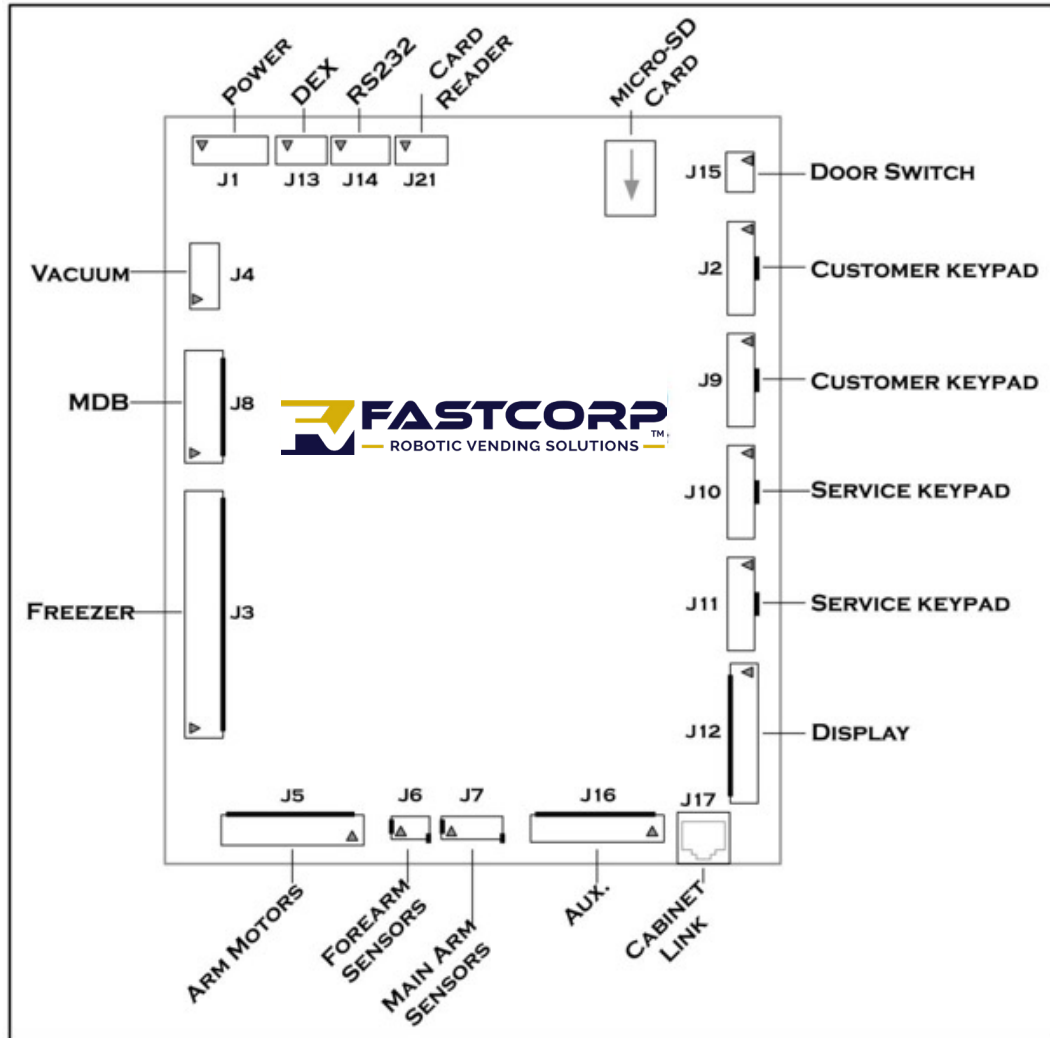 POWER
DEX
RS232
CARD
READER
MICRO-SD
CARD
J1
J13
J14
J21
J15
DOOR SWITCH
VACUUM
J4
J2
CUSTOMER KEYPAD
MDB
J8
J9
CUSTOMER KEYPAD
FASTCORP
TM
ROBOTIC VENDING SOLUTIONS
J10
SERVICE KEYPAD
FREEZER
J3
J11
SERVICE KEYPAD
J12
DISPLAY
J5
J6
J7
J16
J17
ARM MOTORS
FOREARM
SENSORS
MAIN ARM
SENSORS
AUX.
CABINET
LINK